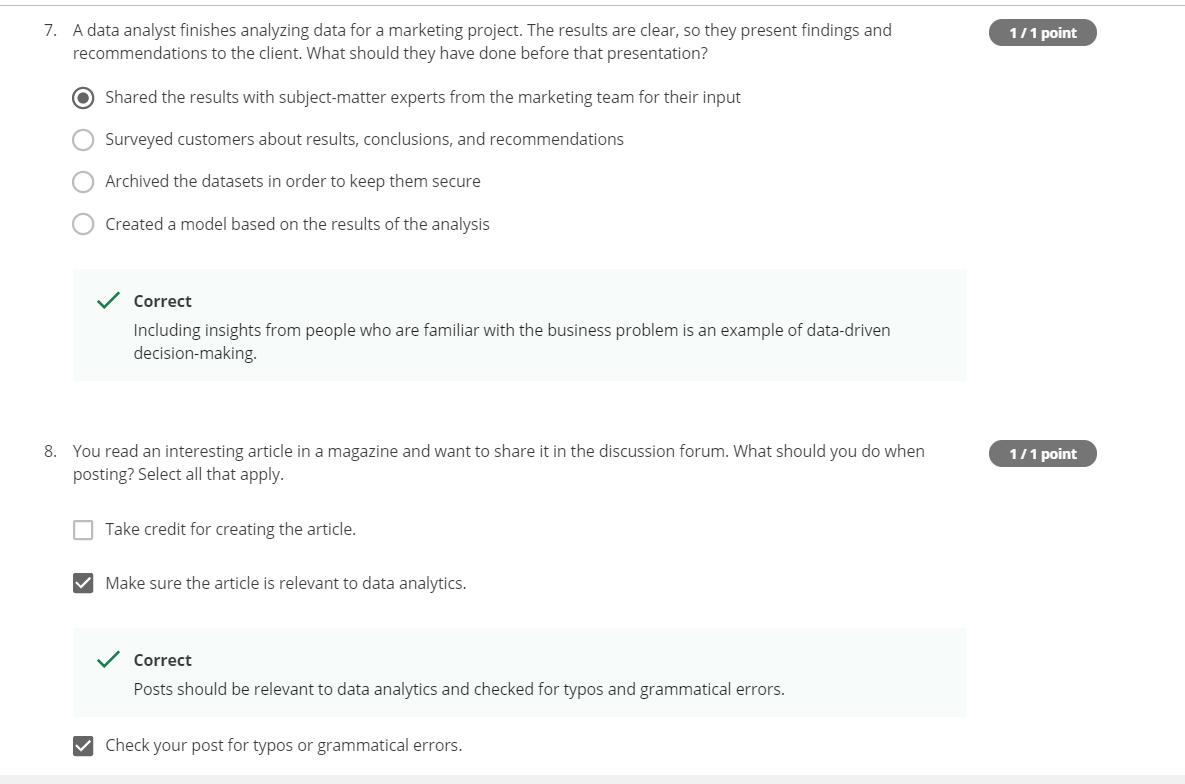 7. A data analyst finishes analyzing data for a marketing project. The results are clear, so they present findings and
1 / 1 point
recommendations to the client. What should they have done before that presentation?
Shared the results with subject-matter experts from the marketing team for their input
Surveyed customers about results, conclusions, and recommendations
Archived the datasets in order to keep them secure
Created a model based on the results of the analysis
Correct
Including insights from people who are familiar with the business problem is an example of data-driven
decision-making.
8. You read an interesting article in a magazine and want to share it in the discussion forum. What should you do when
1 / 1 point
posting? Select all that apply.
Take credit for creating the article.
Make sure the article is relevant to data analytics.
Correct
Posts should be relevant to data analytics and checked for typos and grammatical errors.
Check your post for typos or grammatical errors.